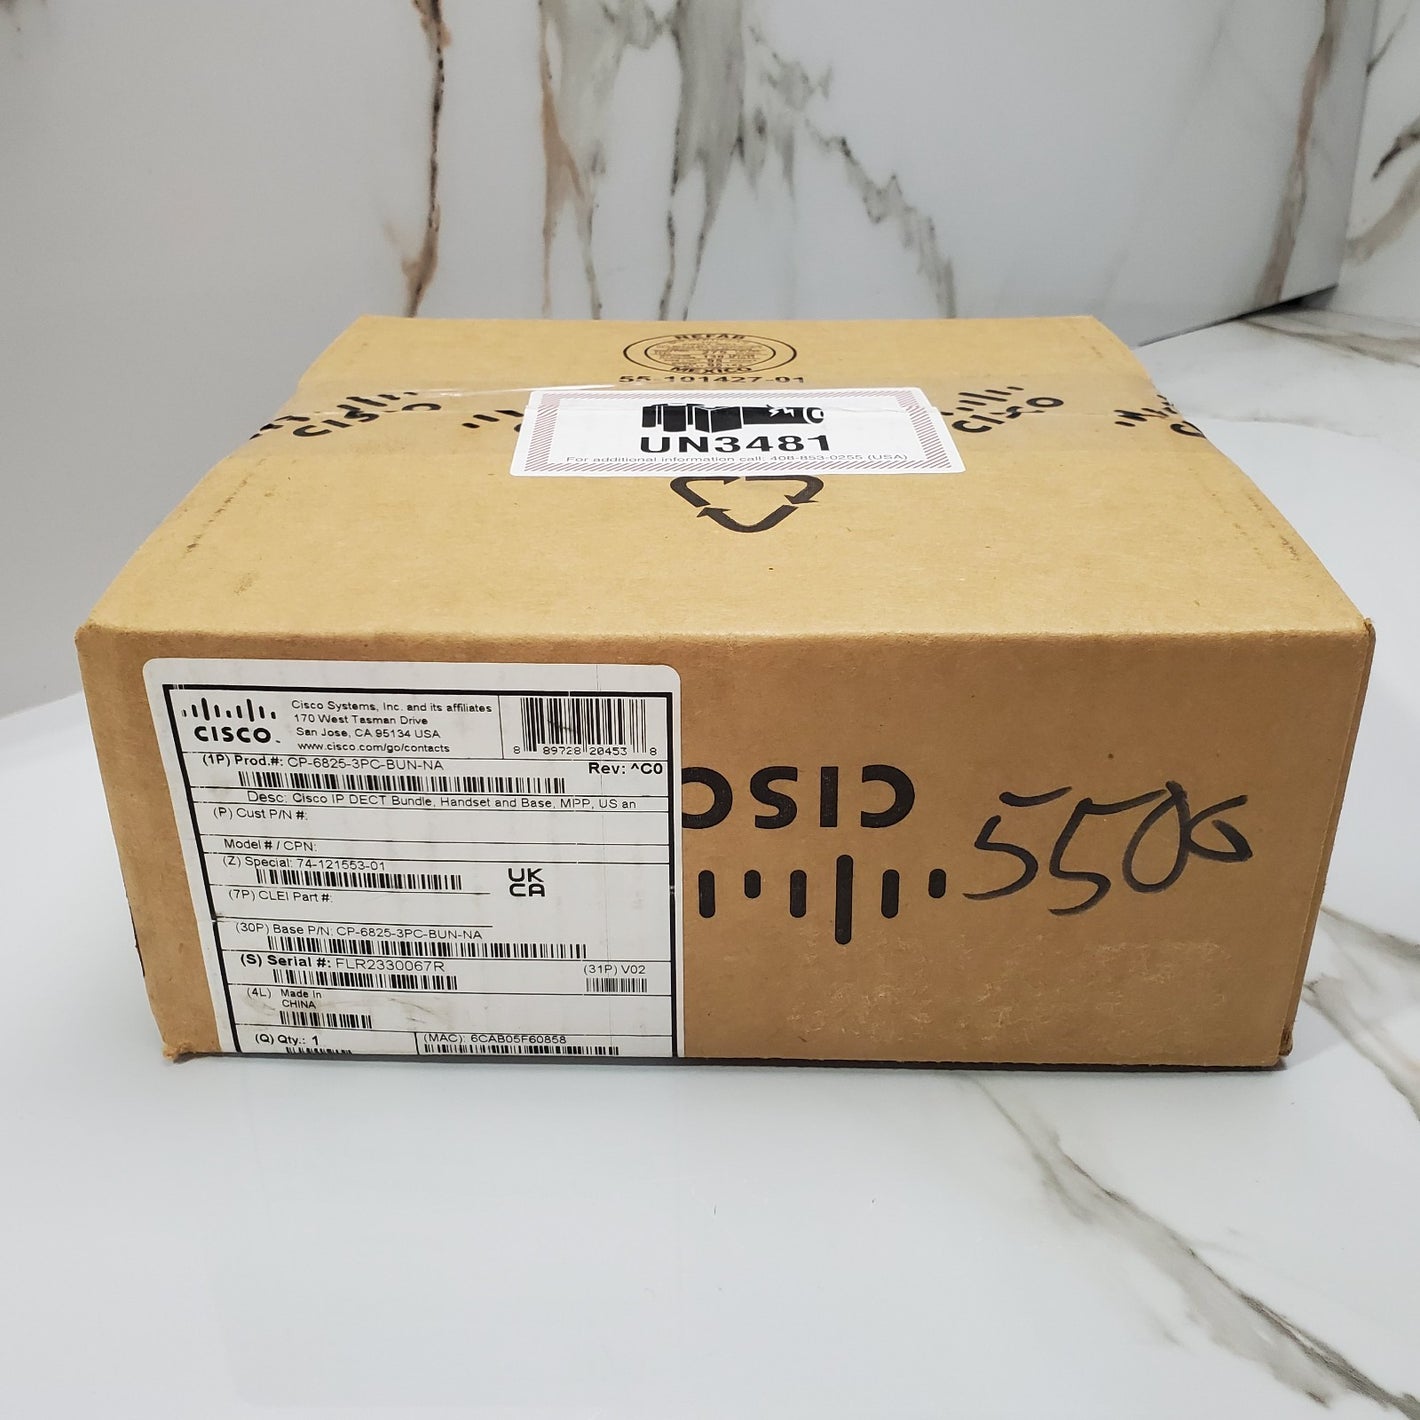 REFAB
MEXICO
55-101427-01
CISCO
CISCO
UN3481
For additional information call: 408-853-0255 (USA)
CISCO
Cisco Systems, Inc. and its affiliates
170 West Tasman Drive
San Jose, CA 95134 USA
www.cisco.com/go/contacts
8 89728 20453 8
(1P) Prod.#: CP-6825-3PC-BUN-NA
Rev: ^C0
Desc: Cisco IP DECT Bundle, Handset and Base, MPP, US an
(P) Cust P/N #:
Model # / CPN:
(Z) Special: 74-121553-01
UK
CA
(7P) CLEI Part #:
(30P) Base P/N: CP-6825-3PC-BUN-NA
(S) Serial #: FLR2330067R
(31P) V02
(4L) Made In
CHINA
(Q) Qty.: 1
(MAC): 6CAB05F60858
CISCO